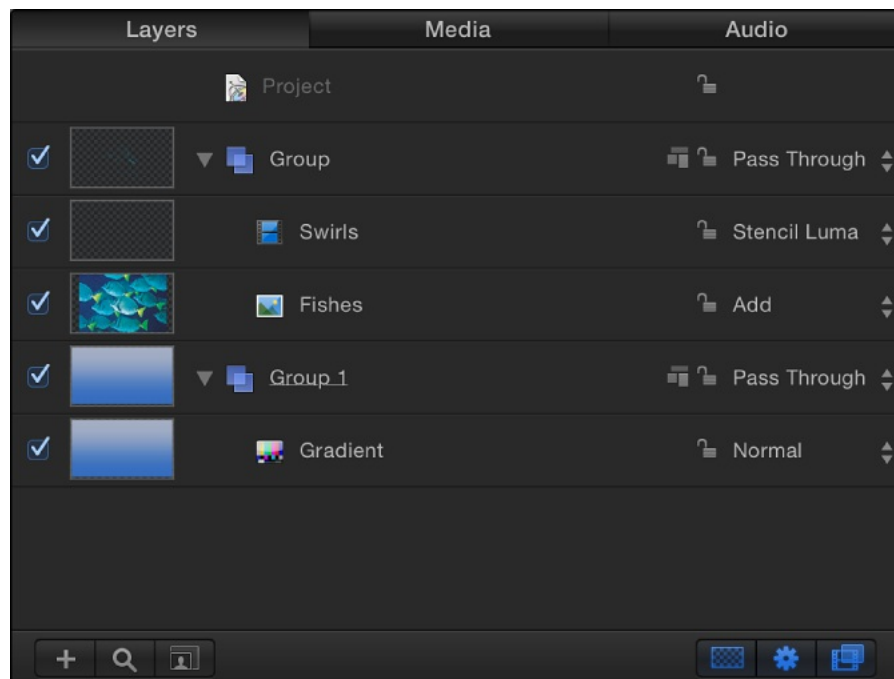 Layers Media Audio
Project
Group Pass Through
Swirls Stencil Luma
Fishes Add
Group 1 Pass Through
Gradient Normal